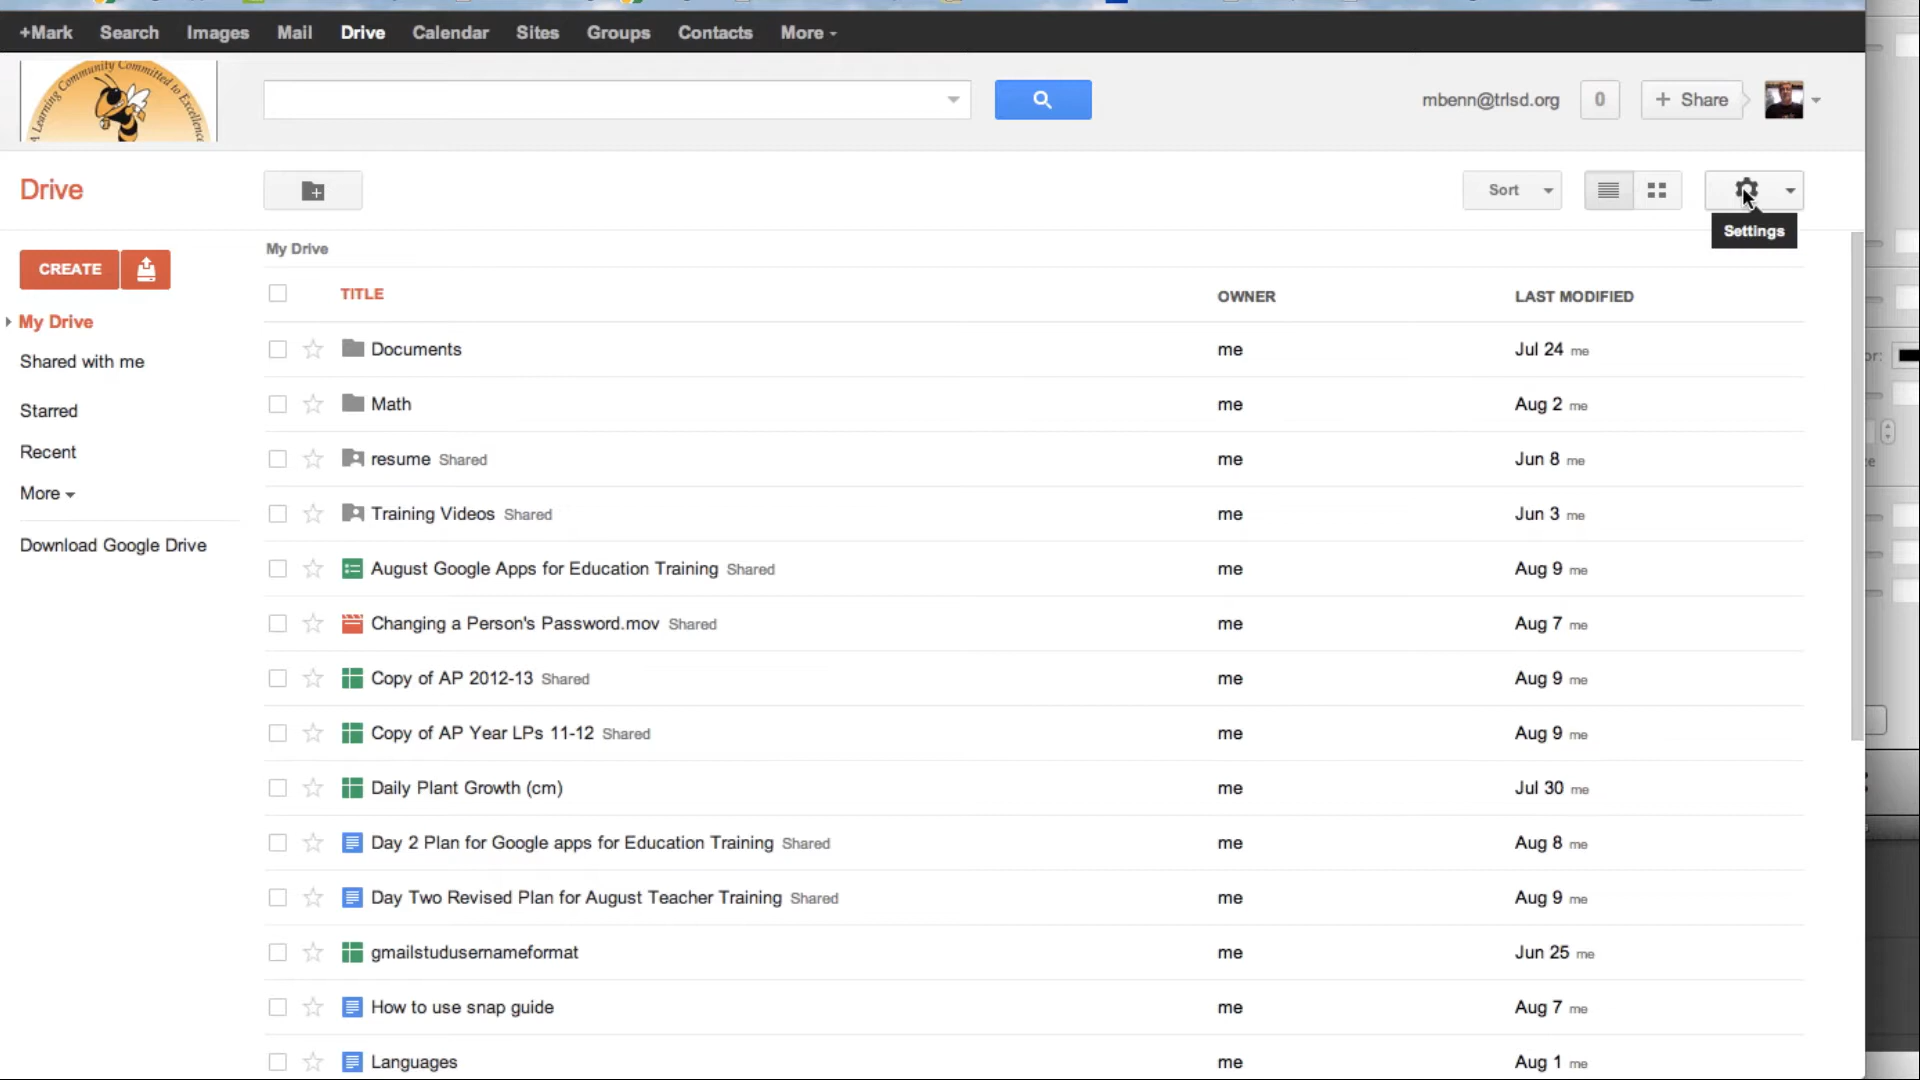 +Mark Search Images Mail Drive Calendar Sites Groups Contacts More
A Learning Community Committed to Excellence
mbenn@trlsd.org 0 + Share
Drive
Sort
Settings
CREATE
My Drive
Shared with me
Starred
Recent
More
Download Google Drive
My Drive
TITLE OWNER LAST MODIFIED
Documents me Jul 24 me
Math me Aug 2 me
resume Shared me Jun 8 me
Training Videos Shared me Jun 3 me
August Google Apps for Education Training Shared me Aug 9 me
Changing a Person's Password.mov Shared me Aug 7 me
Copy of AP 2012-13 Shared me Aug 9 me
Copy of AP Year LPs 11-12 Shared me Aug 9 me
Daily Plant Growth (cm) me Jul 30 me
Day 2 Plan for Google apps for Education Training Shared me Aug 8 me
Day Two Revised Plan for August Teacher Training Shared me Aug 9 me
gmailstudusernameformat me Jun 25 me
How to use snap guide me Aug 7 me
Languages me Aug 1 me